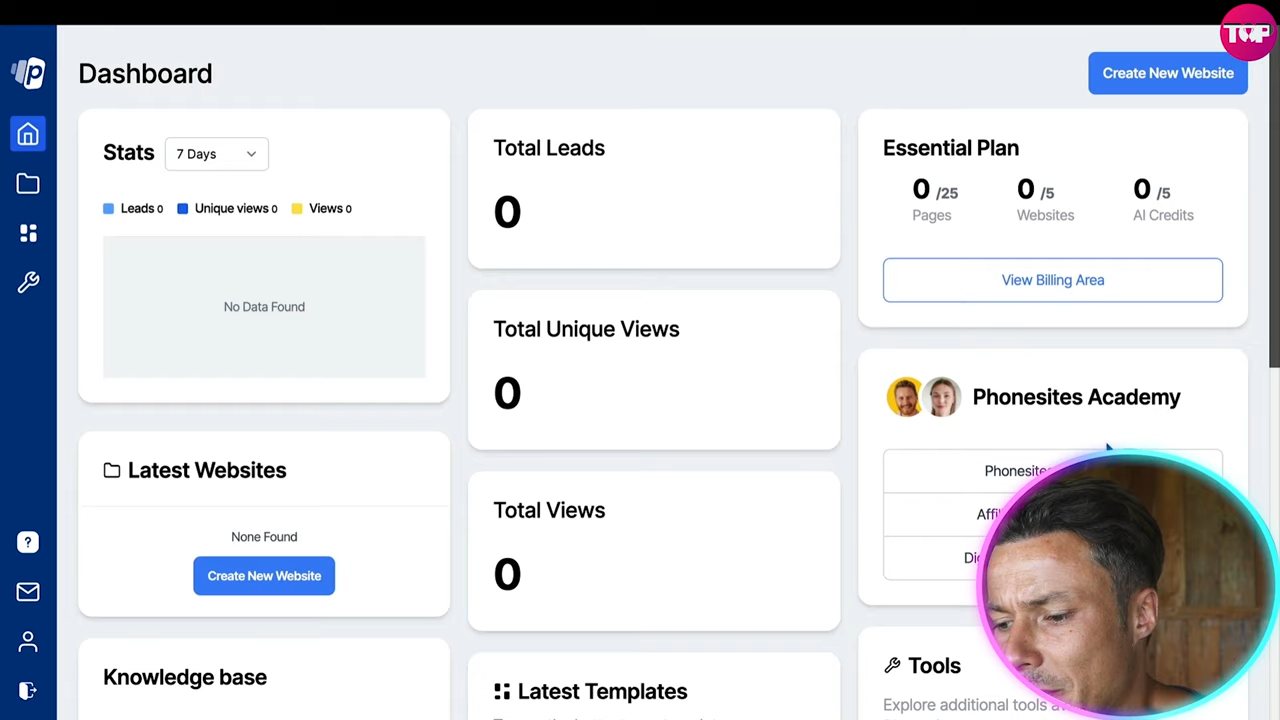 TOP
Dashboard
Create New Website
Stats
7 Days
Leads 0
Unique views 0
Views 0
No Data Found
Latest Websites
None Found
Create New Website
Knowledge base
Total Leads
0
Total Unique Views
0
Total Views
0
Latest Templates
Essential Plan
0 /25
Pages
0 /5
Websites
0 /5
AI Credits
View Billing Area
Phonesites Academy
Phonesites
Tools
Explore additional tools